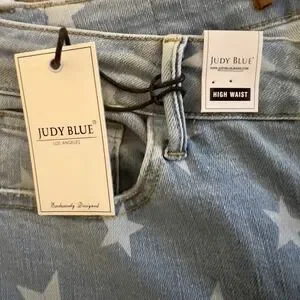 JUDY BLUE®
LOS ANGELES
Exclusively Designed
JUDY BLUE®
HIGH WAIST